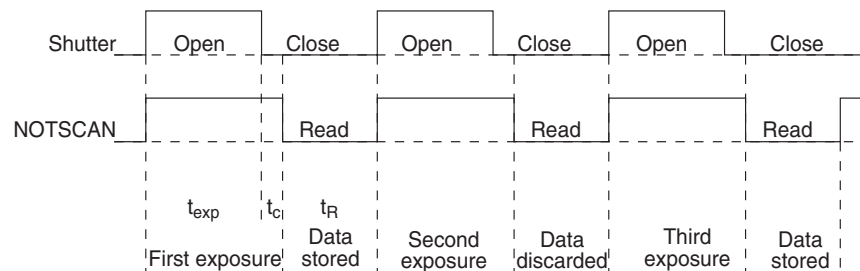 Shutter Open Close Open Close Open Close
NOTSCAN Read Read Read
t_exp t_c t_R
First exposure Data stored Second exposure Data discarded Third exposure Data stored